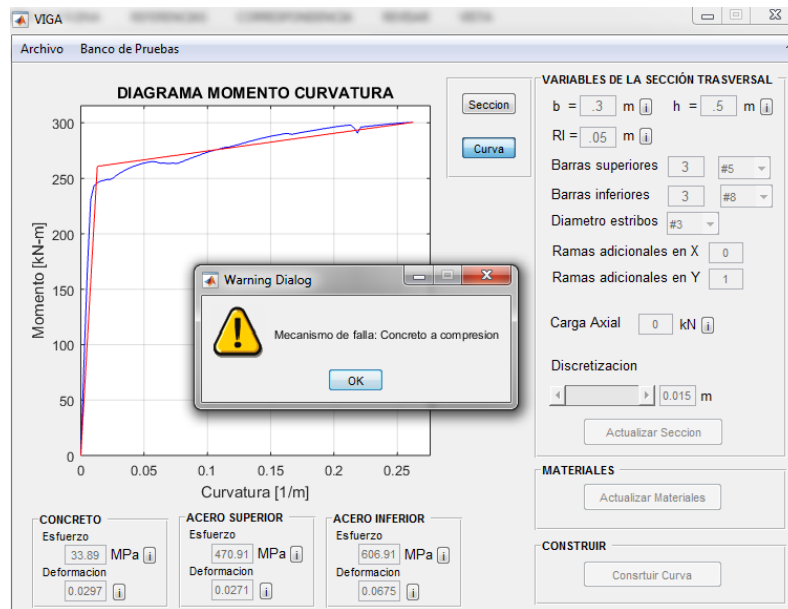 VIGA
Archivo Banco de Pruebas
DIAGRAMA MOMENTO CURVATURA
Momento [kN-m]
300
250
200
150
100
50
0
0 0.05 0.1 0.15 0.2 0.25
Curvatura [1/m]
Seccion
Curva
Warning Dialog
Mecanismo de falla: Concreto a compresion
OK
VARIABLES DE LA SECCIÓN TRASVERSAL
b = .3 m i h = .5 m i
RI = .05 m i
Barras superiores 3 #5
Barras inferiores 3 #8
Diametro estribos #3
Ramas adicionales en X 0
Ramas adicionales en Y 1
Carga Axial 0 kN i
Discretizacion
0.015 m
Actualizar Seccion
MATERIALES
Actualizar Materiales
CONSTRUIR
Consrtuir Curva
CONCRETO
Esfuerzo
33.89 MPa i
Deformacion
0.0297 i
ACERO SUPERIOR
Esfuerzo
470.91 MPa i
Deformacion
0.0271 i
ACERO INFERIOR
Esfuerzo
606.91 MPa i
Deformacion
0.0675 i